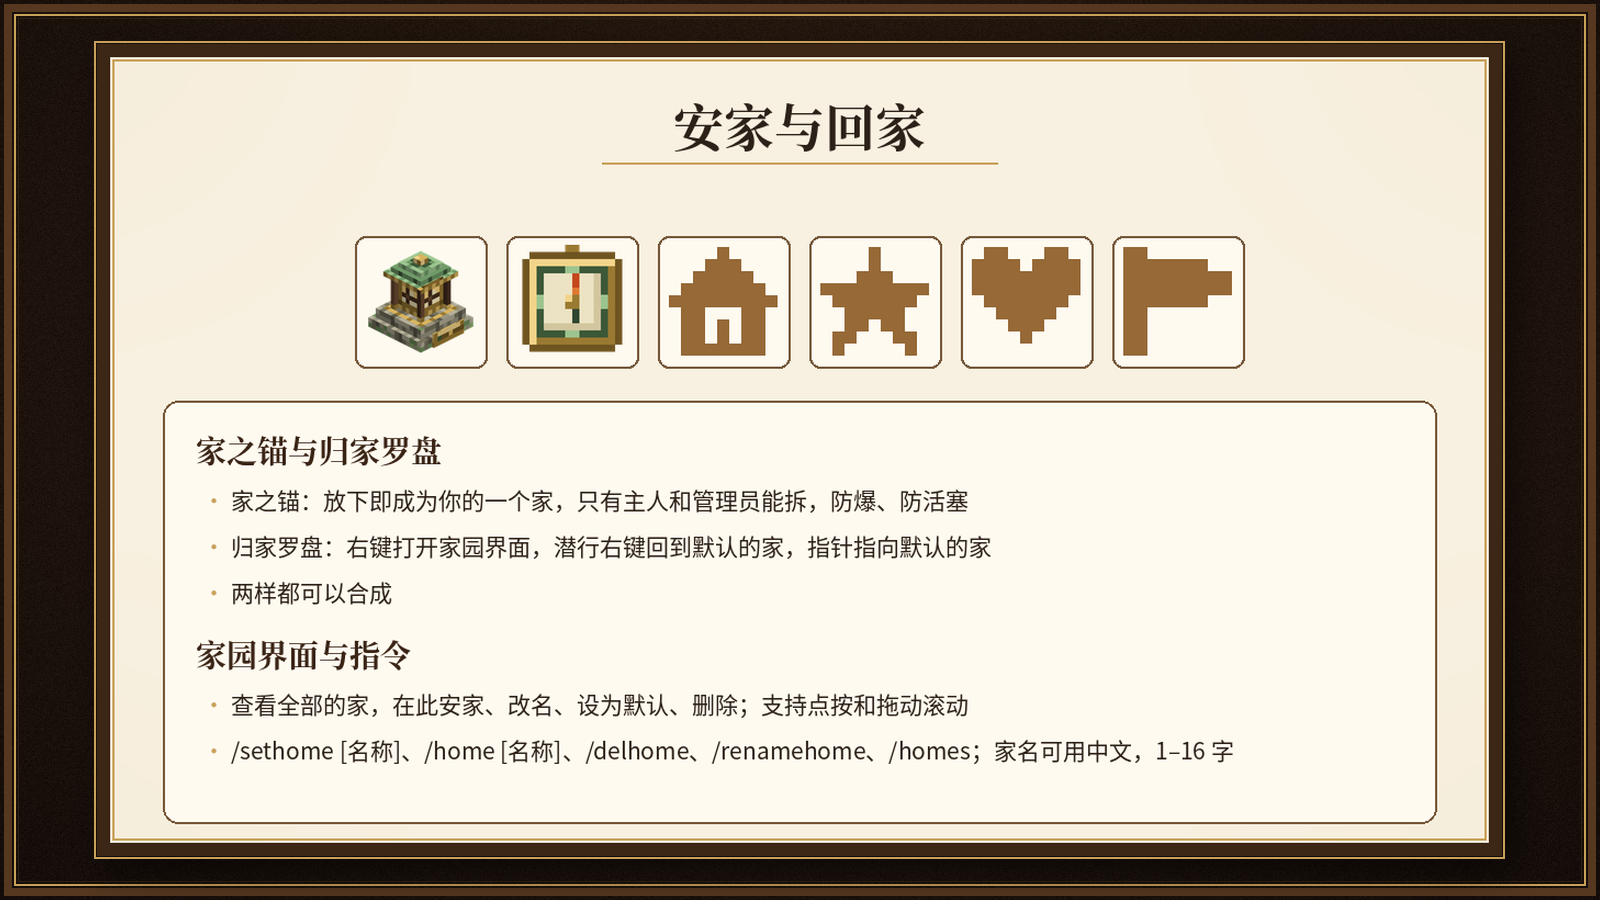 安家与回家
家之锚与归家罗盘
• 家之锚：放下即成为你的一个家，只有主人和管理员能拆，防爆、防活塞
• 归家罗盘：右键打开家园界面，潜行右键回到默认的家，指针指向默认的家
• 两样都可以合成
家园界面与指令
• 查看全部的家，在此安家、改名、设为默认、删除；支持点按和拖动滚动
• /sethome [名称]、/home [名称]、/delhome、/renamehome、/homes；家名可用中文，1–16 字